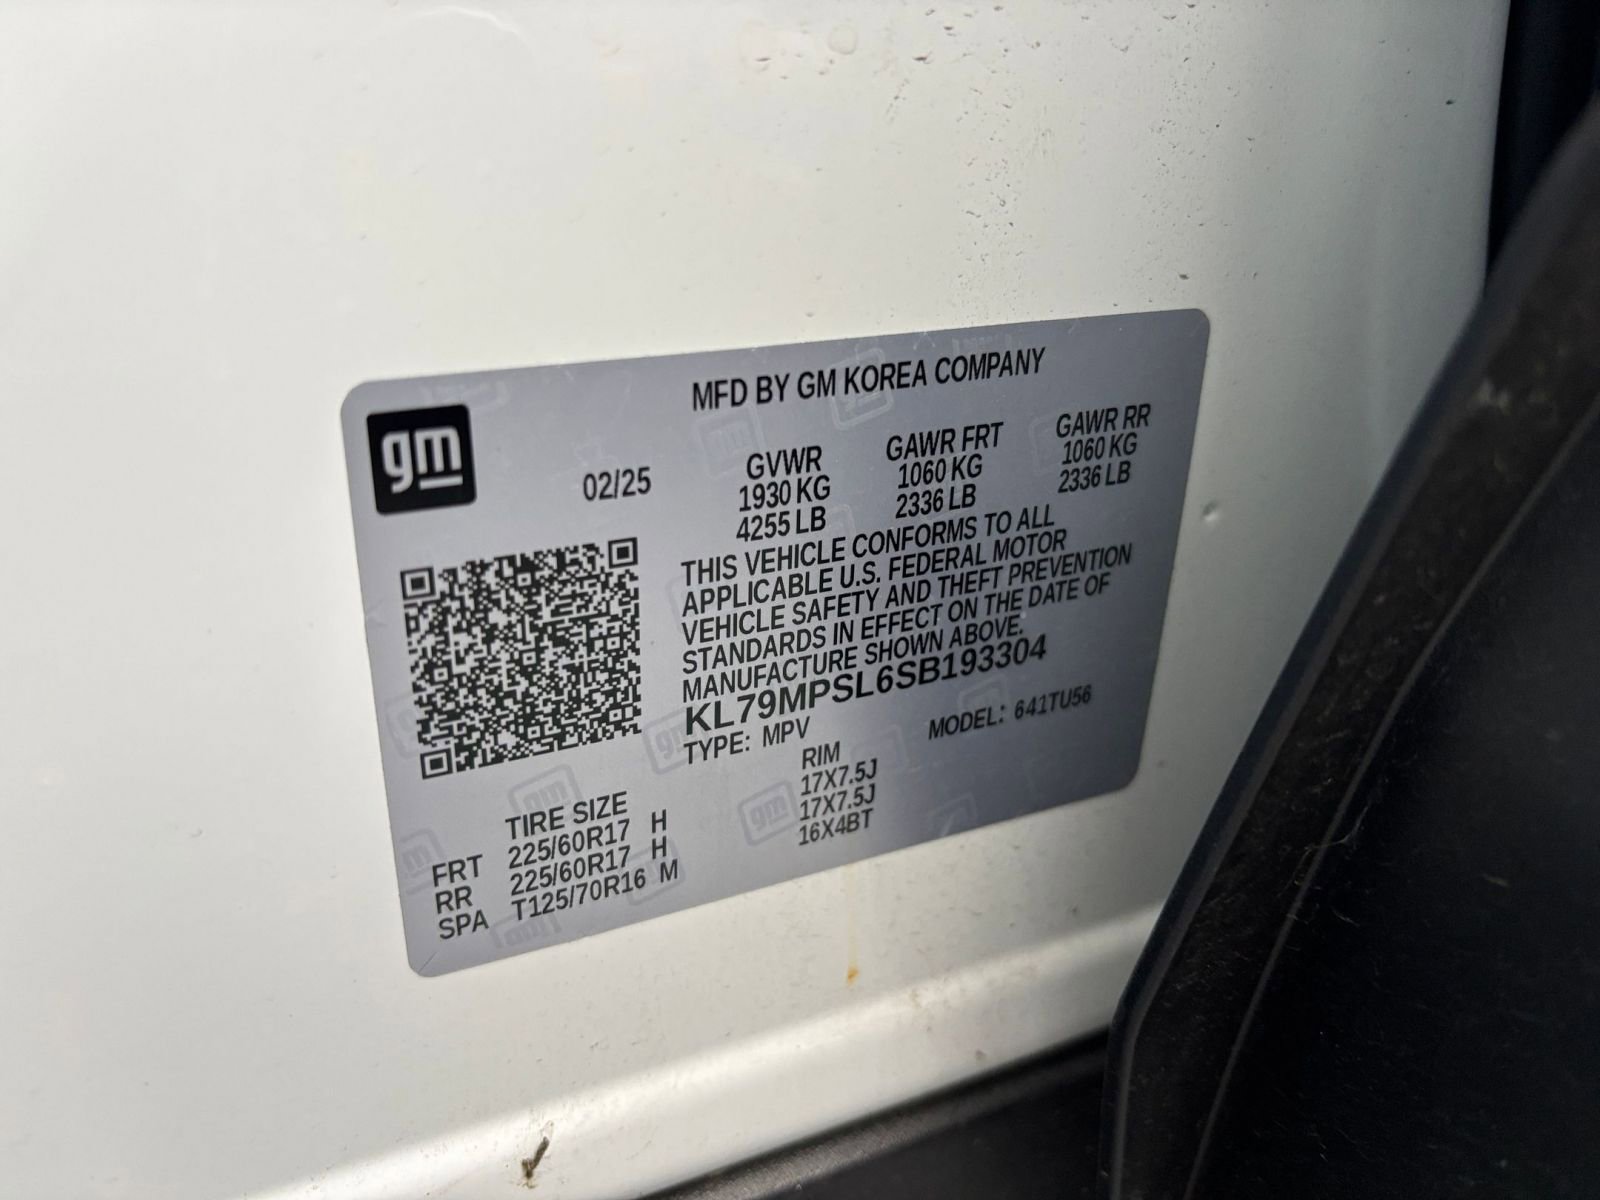 MFD BY GM KOREA COMPANY
gm
02/25
GVWR
1930 KG
4255 LB
GAWR FRT
1060 KG
2336 LB
GAWR RR
1060 KG
2336 LB
THIS VEHICLE CONFORMS TO ALL
APPLICABLE U.S. FEDERAL MOTOR
VEHICLE SAFETY AND THEFT PREVENTION
STANDARDS IN EFFECT ON THE DATE OF
MANUFACTURE SHOWN ABOVE.
KL79MPSL6SB193304
TYPE: MPV
MODEL: 641TU56
TIRE SIZE
RIM
FRT 225/60R17 H 17X7.5J
RR 225/60R17 H 17X7.5J
SPA T125/70R16 M 16X4BT